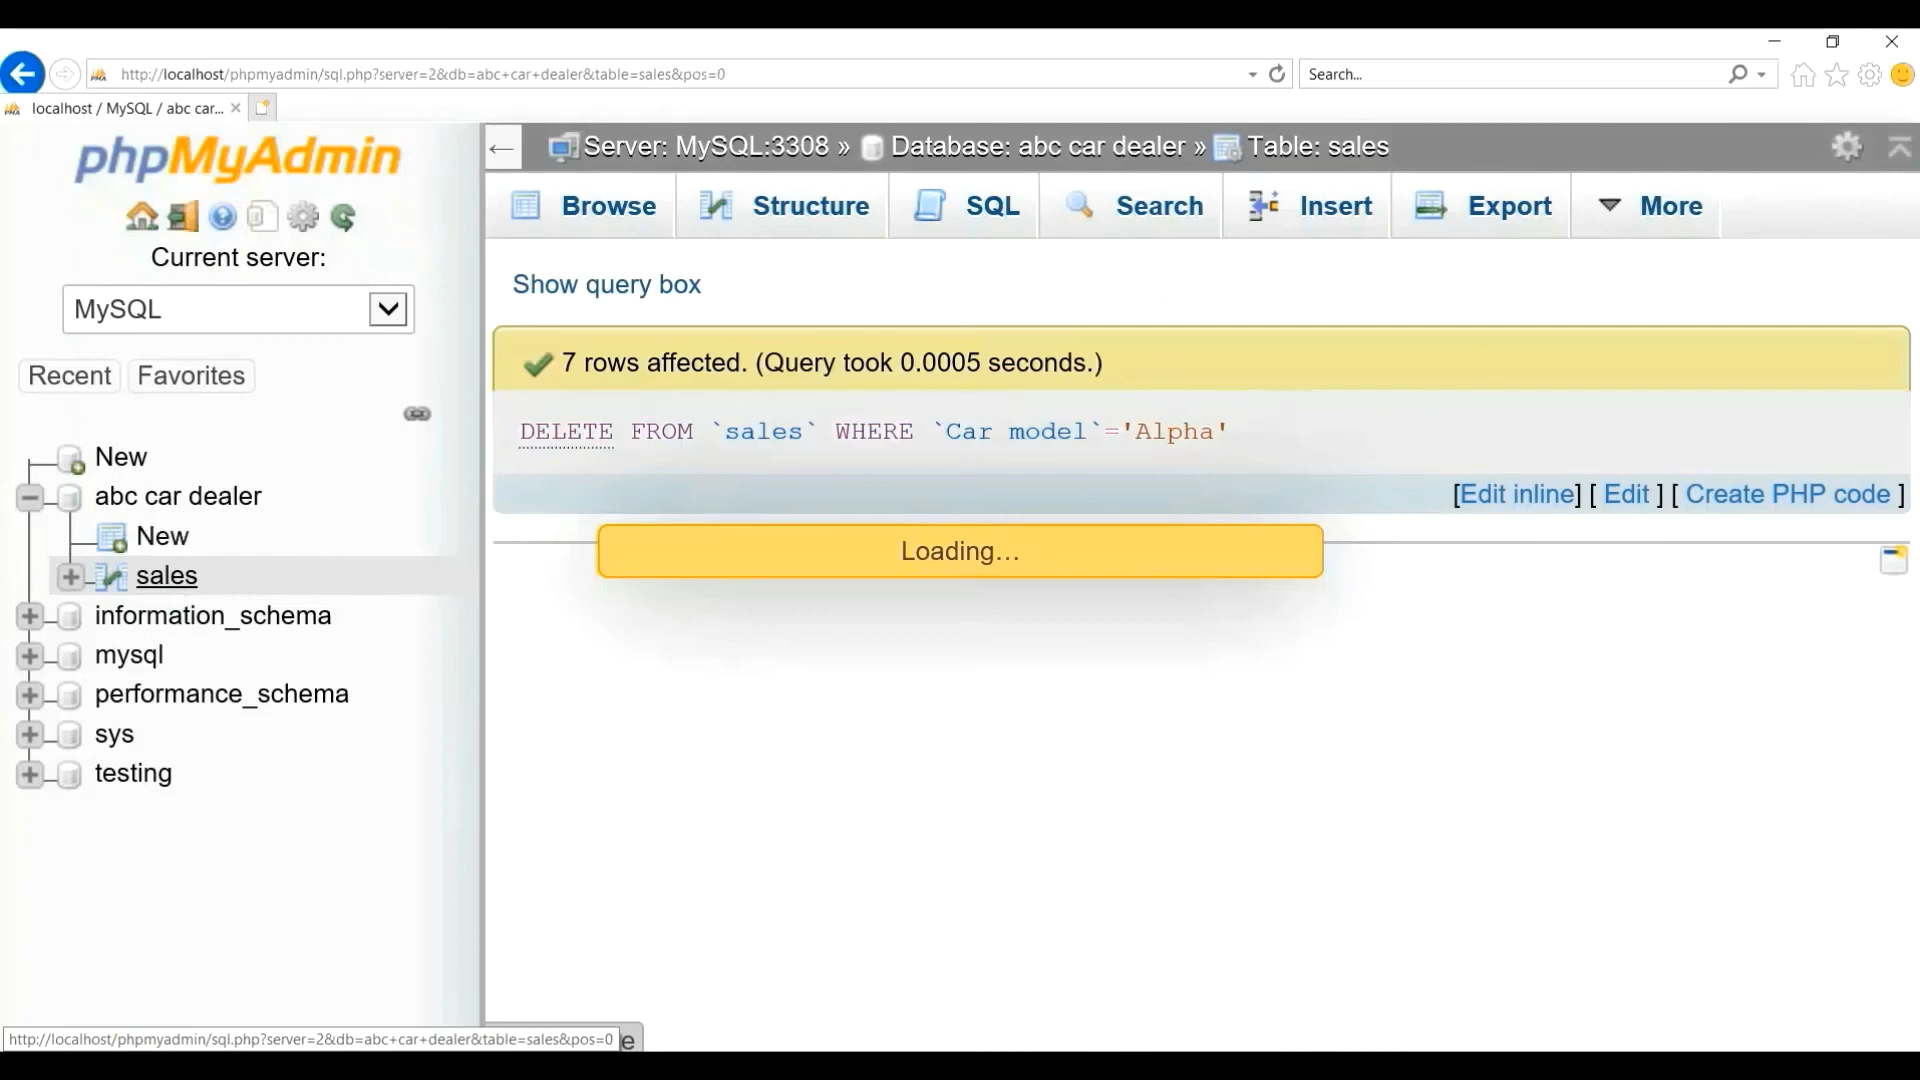 http://localhost/phpmyadmin/sql.php?server=2&db=abc+car+dealer&table=sales&pos=0
Search...
localhost / MySQL / abc car...
phpMyAdmin
Current server:
MySQL
Recent
Favorites
New
abc car dealer
New
sales
information_schema
mysql
performance_schema
sys
testing
Server: MySQL:3308 » Database: abc car dealer » Table: sales
Browse
Structure
SQL
Search
Insert
Export
More
Show query box
7 rows affected. (Query took 0.0005 seconds.)
DELETE FROM `sales` WHERE `Car model`='Alpha'
[Edit inline] [ Edit ] [ Create PHP code ]
Loading…
http://localhost/phpmyadmin/sql.php?server=2&db=abc+car+dealer&table=sales&pos=0